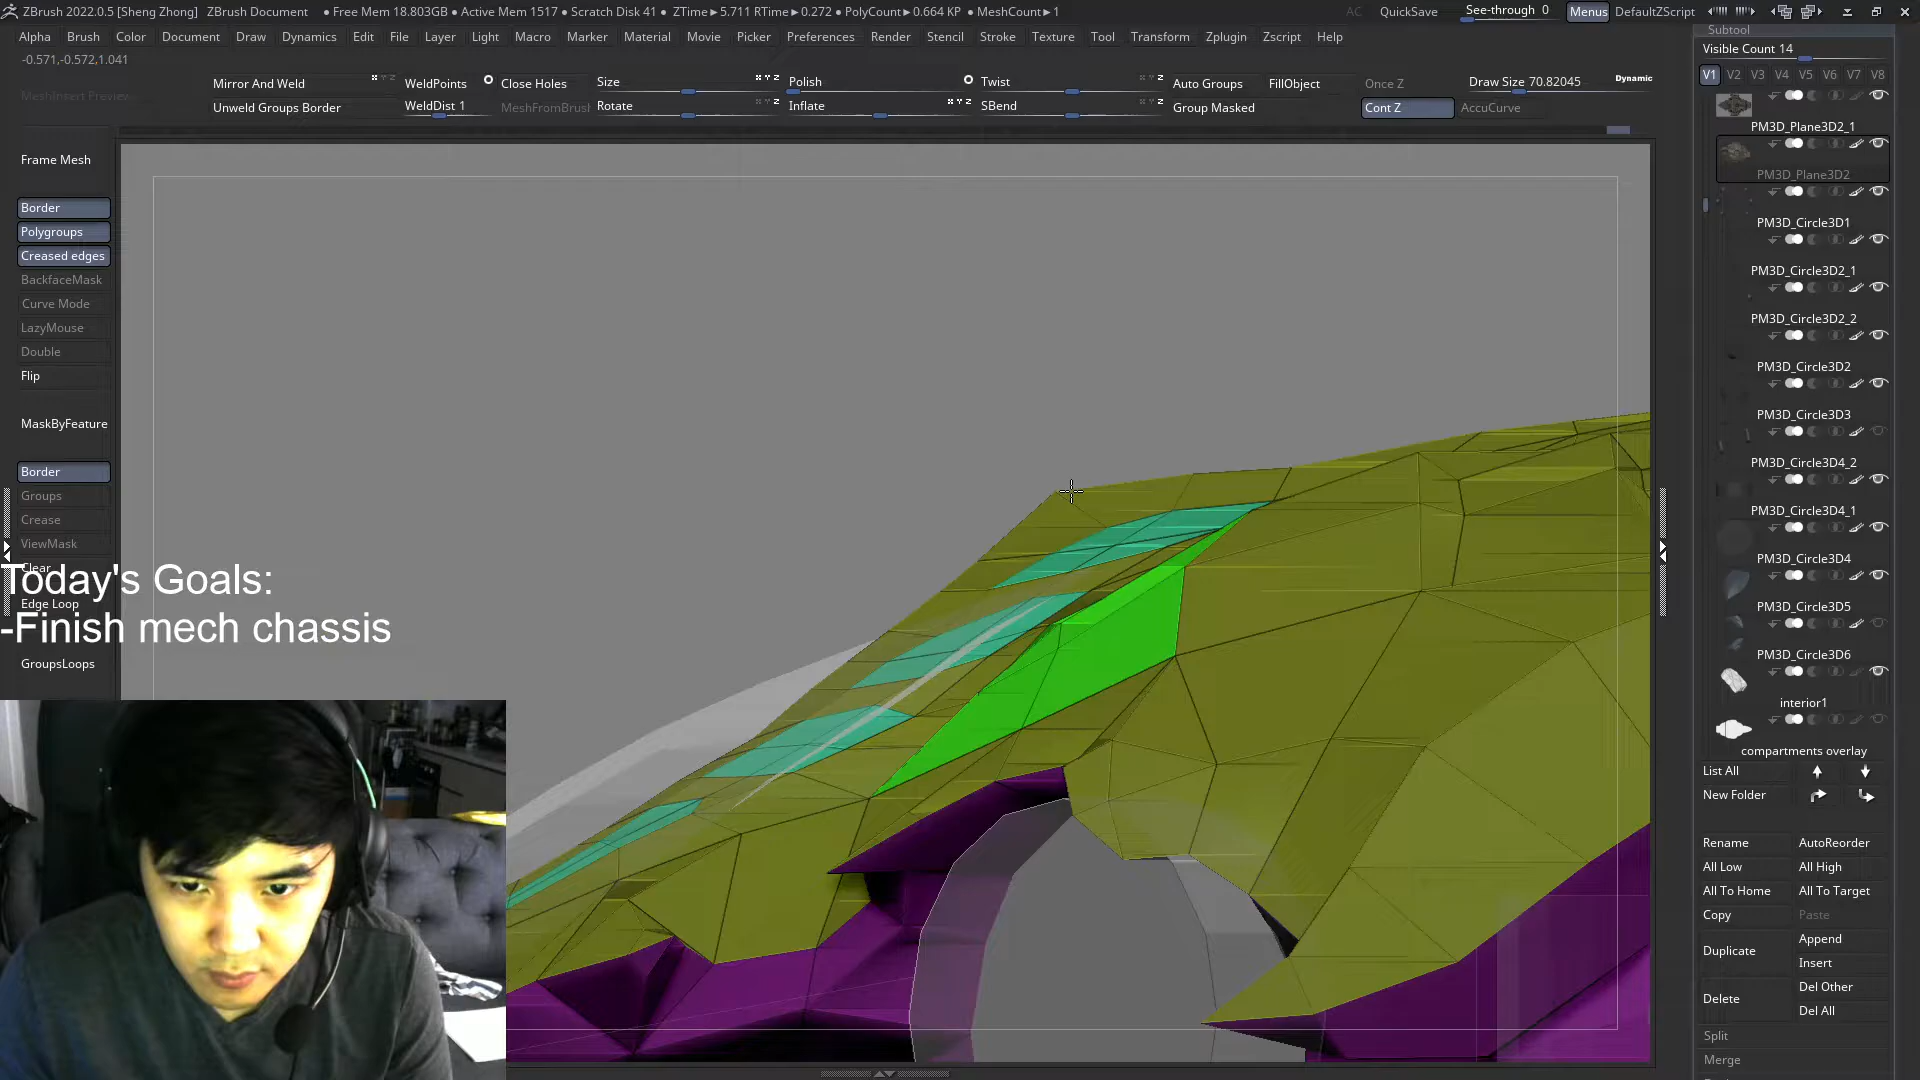 ZBrush 2022.0.5 [Sheng Zhong] ZBrush Document ● Free Mem 18.803GB ● Active Mem 1517 ● Scratch Disk 41 ● ZTime►5.711 RTime►0.272 ● PolyCount►0.664 KP ● MeshCount►1 AC QuickSave See-through 0 Menus DefaultZScript
Alpha Brush Color Document Draw Dynamics Edit File Layer Light Macro Marker Material Movie Picker Preferences Render Stencil Stroke Texture Tool Transform Zplugin Zscript Help
-0.571,-0.572,1.041
MeshInsert Preview
Mirror And Weld WeldPoints Close Holes Size Polish Twist Auto Groups FillObject Once Z Draw Size 70.82045 Dynamic
Unweld Groups Border WeldDist 1 MeshFromBrus Rotate Inflate SBend Group Masked Cont Z AccuCurve
Frame Mesh
Border
Polygroups
Creased edges
BackfaceMask
Curve Mode
LazyMouse
Double
Flip
MaskByFeature
Border
Groups
Crease
ViewMask
Clear
Today's Goals:
Edge Loop
-Finish mech chassis
GroupsLoops
Subtool
Visible Count 14
V1 V2 V3 V4 V5 V6 V7 V8
PM3D_Plane3D2_1
PM3D_Plane3D2
PM3D_Circle3D1
PM3D_Circle3D2_1
PM3D_Circle3D2_2
PM3D_Circle3D2
PM3D_Circle3D3
PM3D_Circle3D4_2
PM3D_Circle3D4_1
PM3D_Circle3D4
PM3D_Circle3D5
PM3D_Circle3D6
interior1
compartments overlay
List All
New Folder
Rename AutoReorder
All Low All High
All To Home All To Target
Copy Paste
Duplicate Append
Insert
Delete Del Other
Del All
Split
Merge